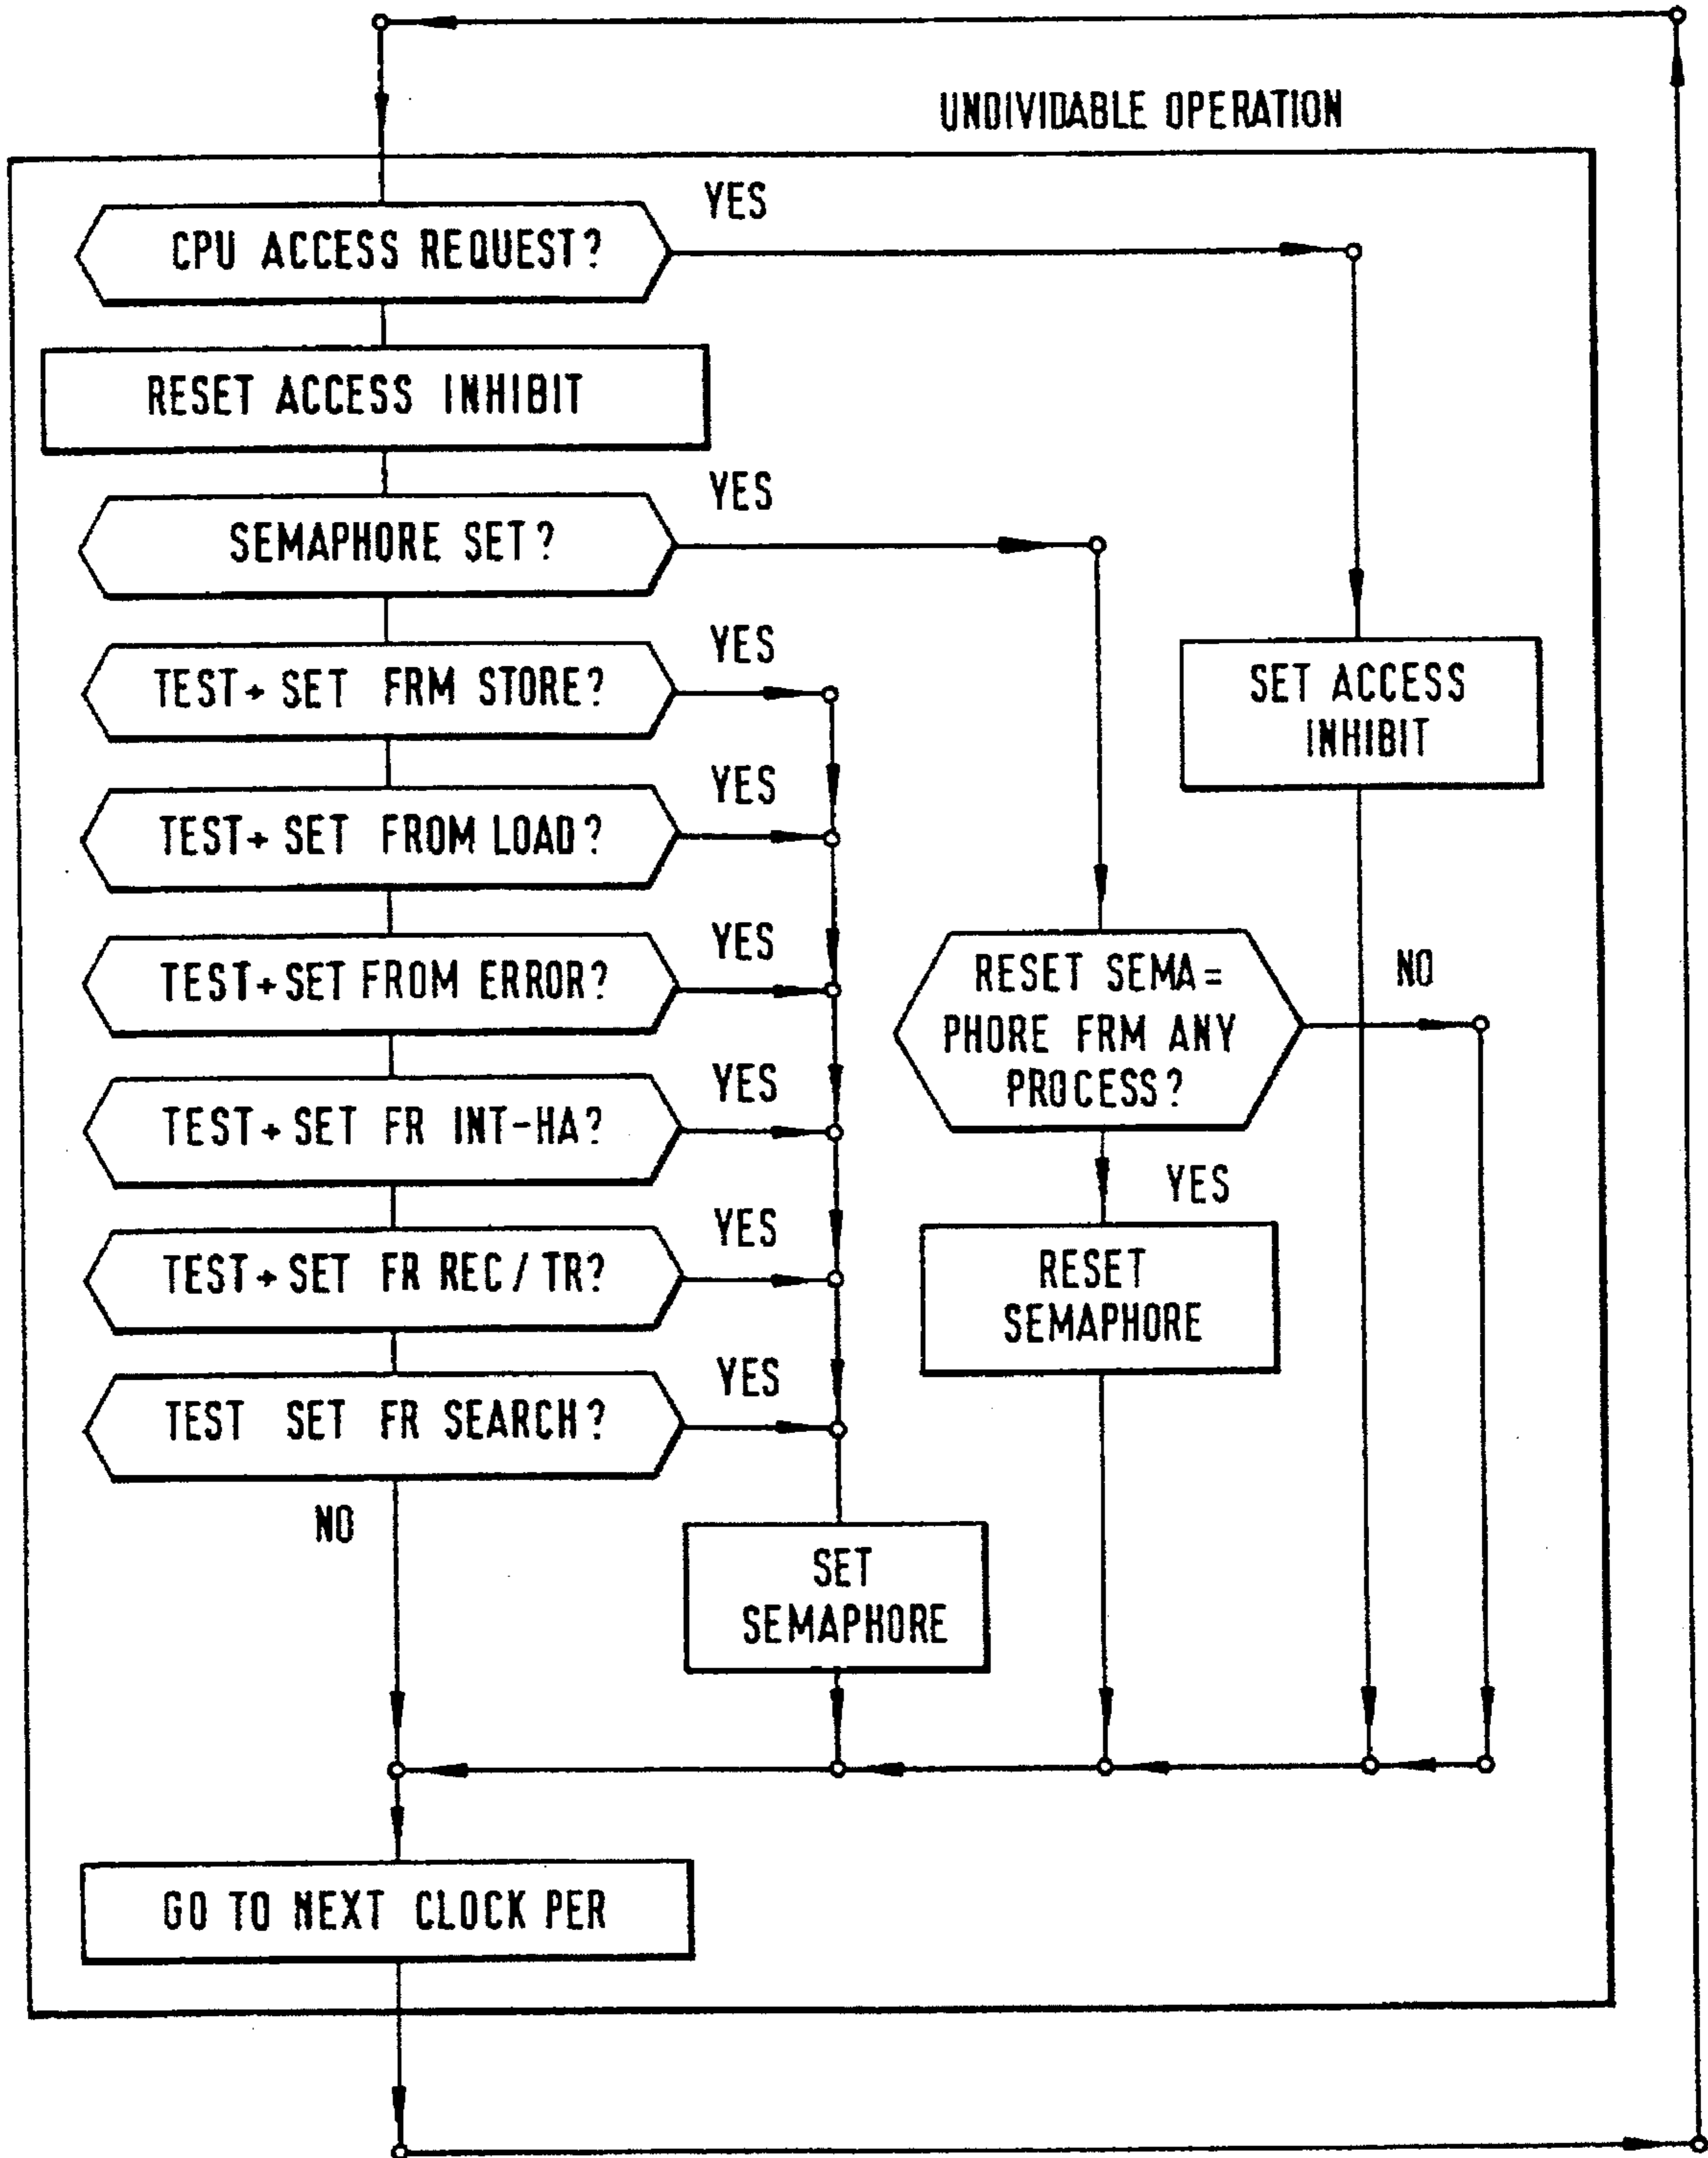 UNDIVIDABLE OPERATION
YES
CPU ACCESS REQUEST?
RESET ACCESS INHIBIT
YES
SEMAPHORE SET?
YES
TEST+ SET FRM STORE?
SET ACCESS
INHIBIT
YES
TEST+ SET FROM LOAD?
YES
TEST+SET FROM ERROR?
RESET SEMA=
PHORE FRM ANY
PROCESS?
NO
YES
TEST+SET FR INT-HA?
YES
YES
TEST+SET FR REC/TR?
RESET
SEMAPHORE
YES
TEST SET FR SEARCH?
NO
SET
SEMAPHORE
GO TO NEXT CLOCK PER